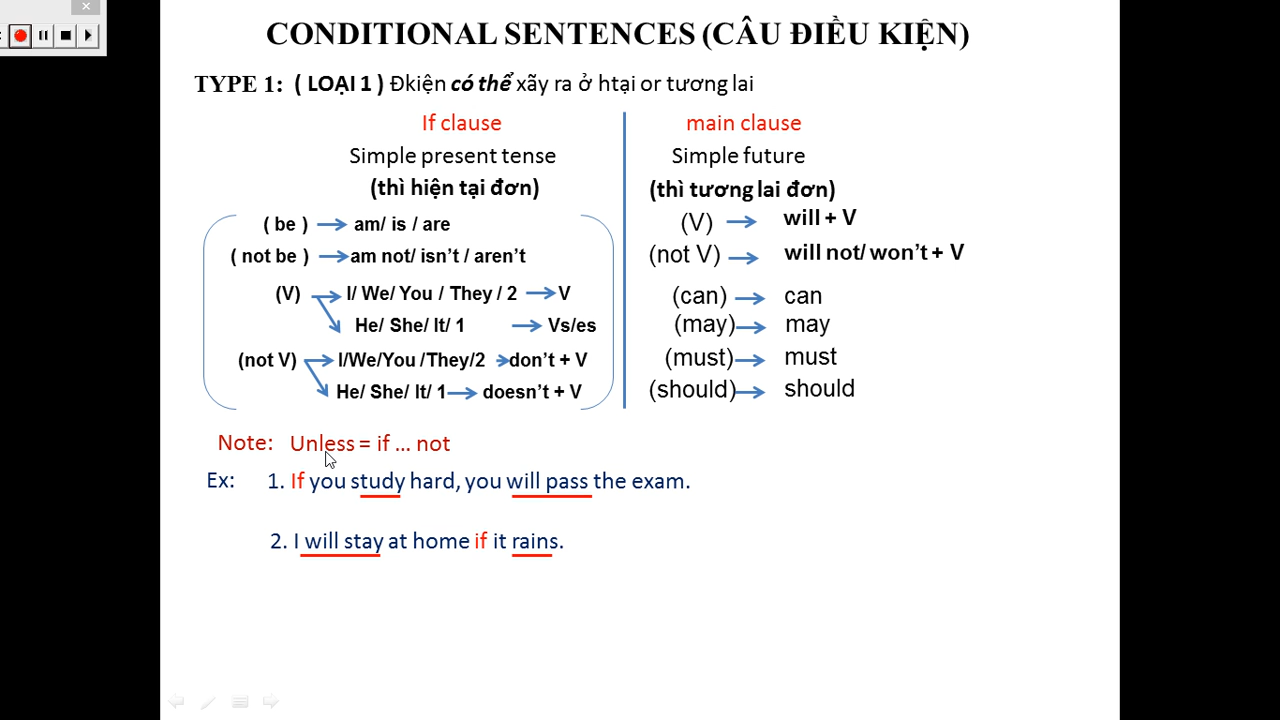 CONDITIONAL SENTENCES (CÂU ĐIỀU KIỆN)
TYPE 1: ( LOẠI 1 ) Đkiện có thể xãy ra ở htại or tương lai
If clause
Simple present tense
(thì hiện tại đơn)
( be ) → am/ is / are
( not be ) → am not/ isn't / aren't
(V) → I/ We/ You / They / 2 → V
He/ She/ It/ 1 → Vs/es
(not V) → I/We/You /They/2 → don't + V
He/ She/ It/ 1 → doesn't + V
main clause
Simple future
(thì tương lai đơn)
(V) → will + V
(not V) → will not/ won't + V
(can) → can
(may) → may
(must) → must
(should) → should
Note: Unless = if ... not
Ex: 1. If you study hard, you will pass the exam.
2. I will stay at home if it rains.